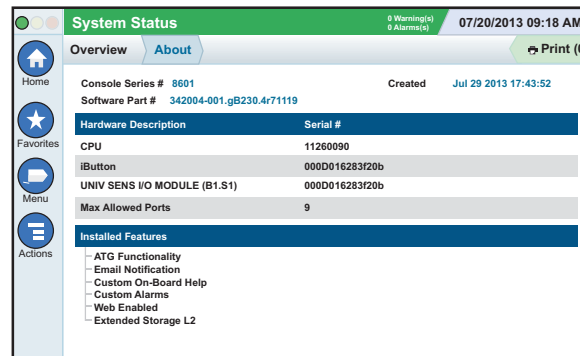 System Status
0 Warning(s)
0 Alarms(s)
07/20/2013 09:18 AM
Overview About
Print (
Home
Console Series # 8601 Created Jul 29 2013 17:43:52
Software Part # 342004-001.gB230.4r71119
Hardware Description Serial #
Favorites
CPU 11260090
iButton 000D016283f20b
UNIV SENS I/O MODULE (B1.S1) 000D016283f20b
Menu
Max Allowed Ports 9
Installed Features
Actions
ATG Functionality
Email Notification
Custom On-Board Help
Custom Alarms
Web Enabled
Extended Storage L2